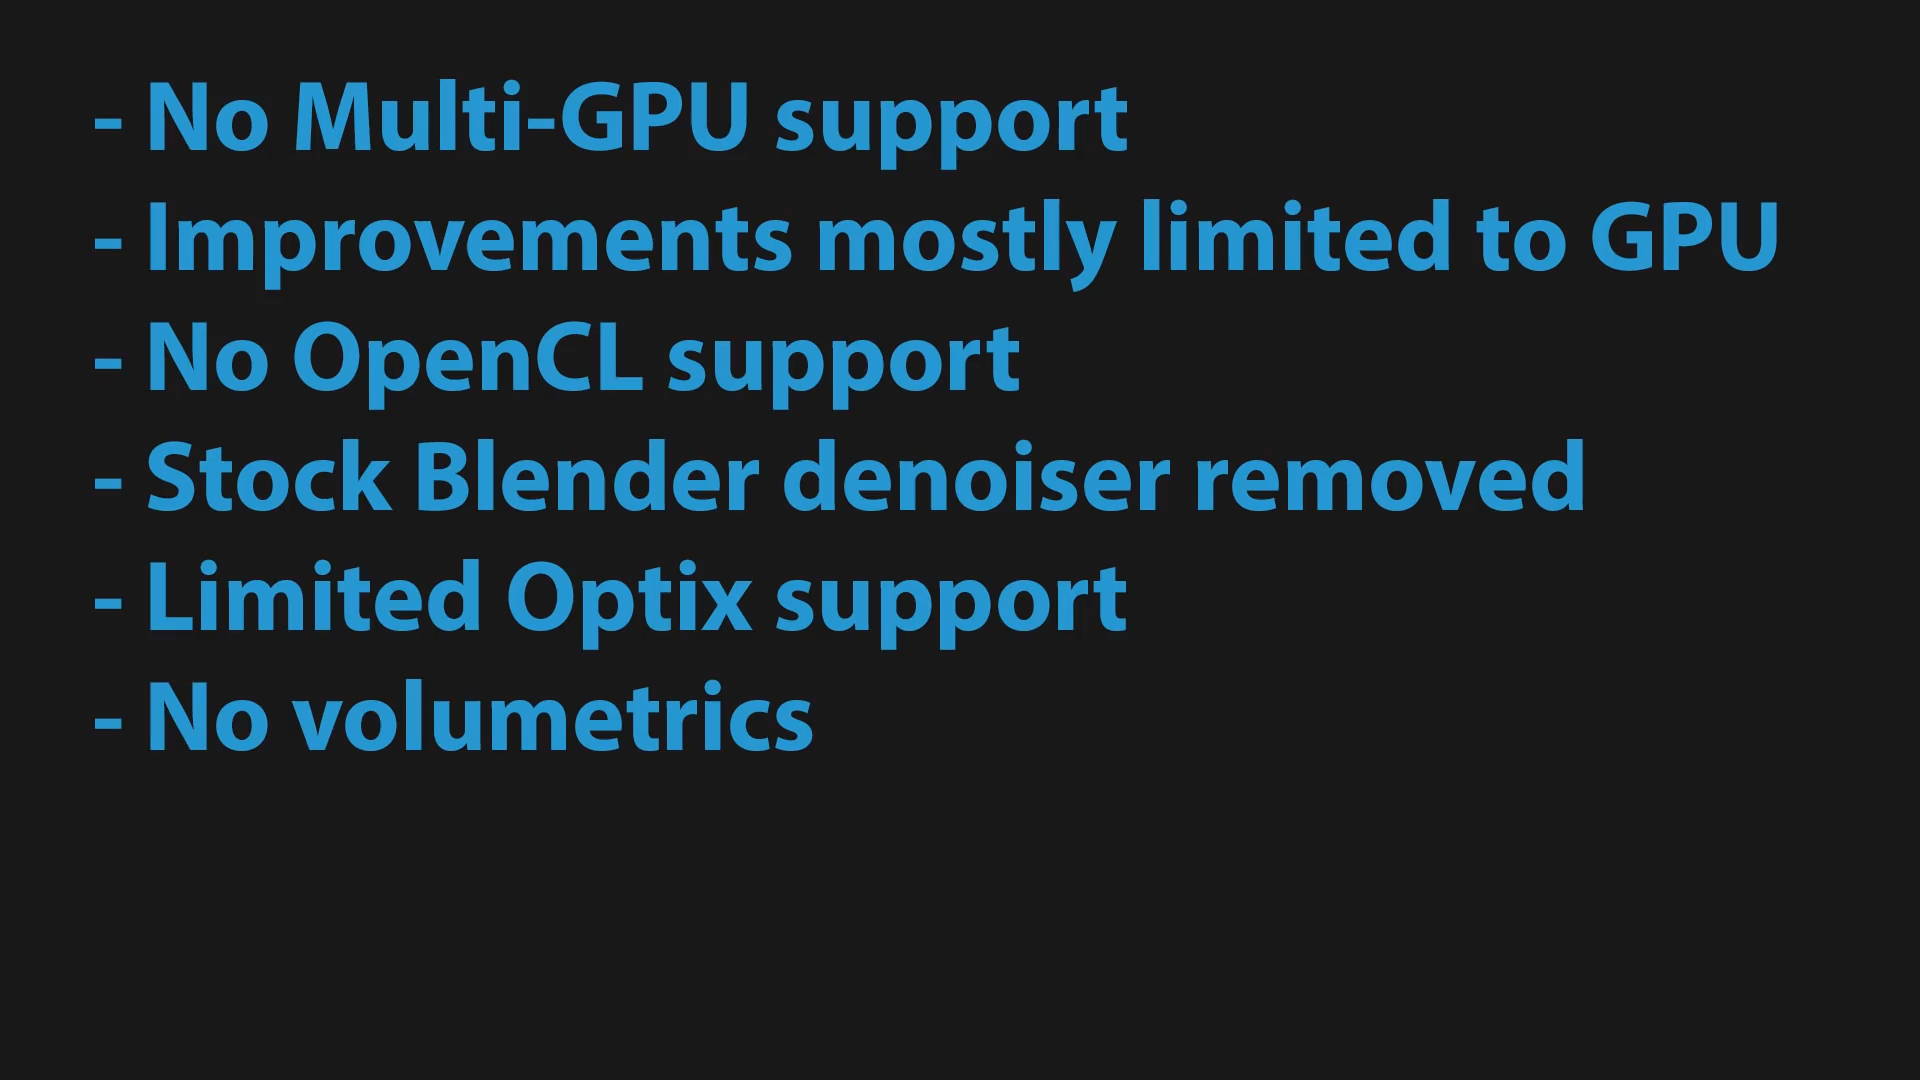 - No Multi-GPU support
- Improvements mostly limited to GPU
- No OpenCL support
- Stock Blender denoiser removed
- Limited Optix support
- No volumetrics